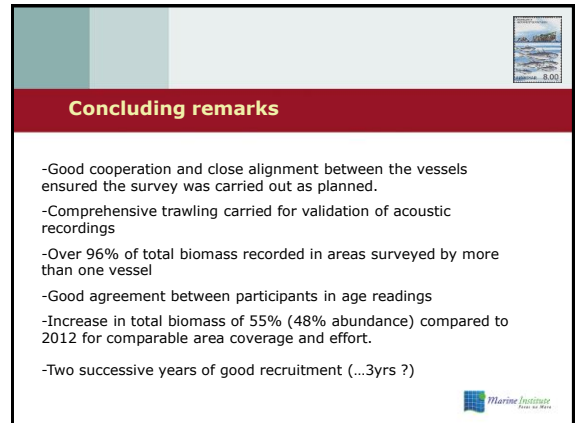 8.00
Concluding remarks
-Good cooperation and close alignment between the vessels
ensured the survey was carried out as planned.
-Comprehensive trawling carried for validation of acoustic
recordings
-Over 96% of total biomass recorded in areas surveyed by more
than one vessel
-Good agreement between participants in age readings
-Increase in total biomass of 55% (48% abundance) compared to
2012 for comparable area coverage and effort.
-Two successive years of good recruitment (...3yrs ?)
Marine Institute